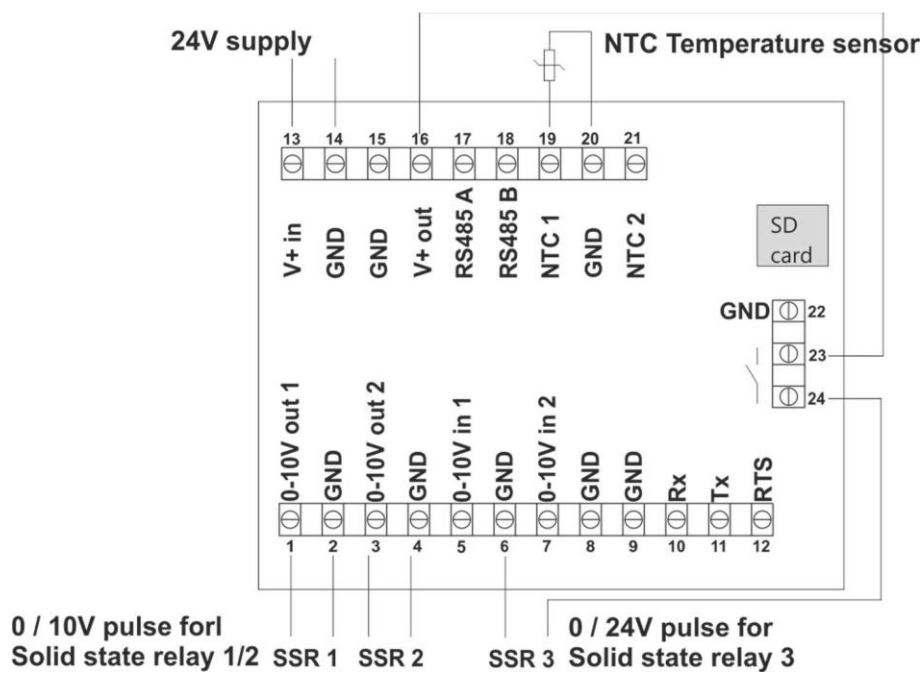 24V supply
NTC Temperature sensor
13 14 15 16 17 18 19 20 21
V+ in
GND
GND
V+ out
RS485 A
RS485 B
NTC 1
GND
NTC 2
SD
card
GND 22
23
24
0-10V out 1
GND
0-10V out 2
GND
0-10V in 1
GND
0-10V in 2
GND
GND
Rx
Tx
RTS
1 2 3 4 5 6 7 8 9 10 11 12
0 / 10V pulse forl
Solid state relay 1/2
SSR 1 SSR 2 SSR 3
0 / 24V pulse for
Solid state relay 3